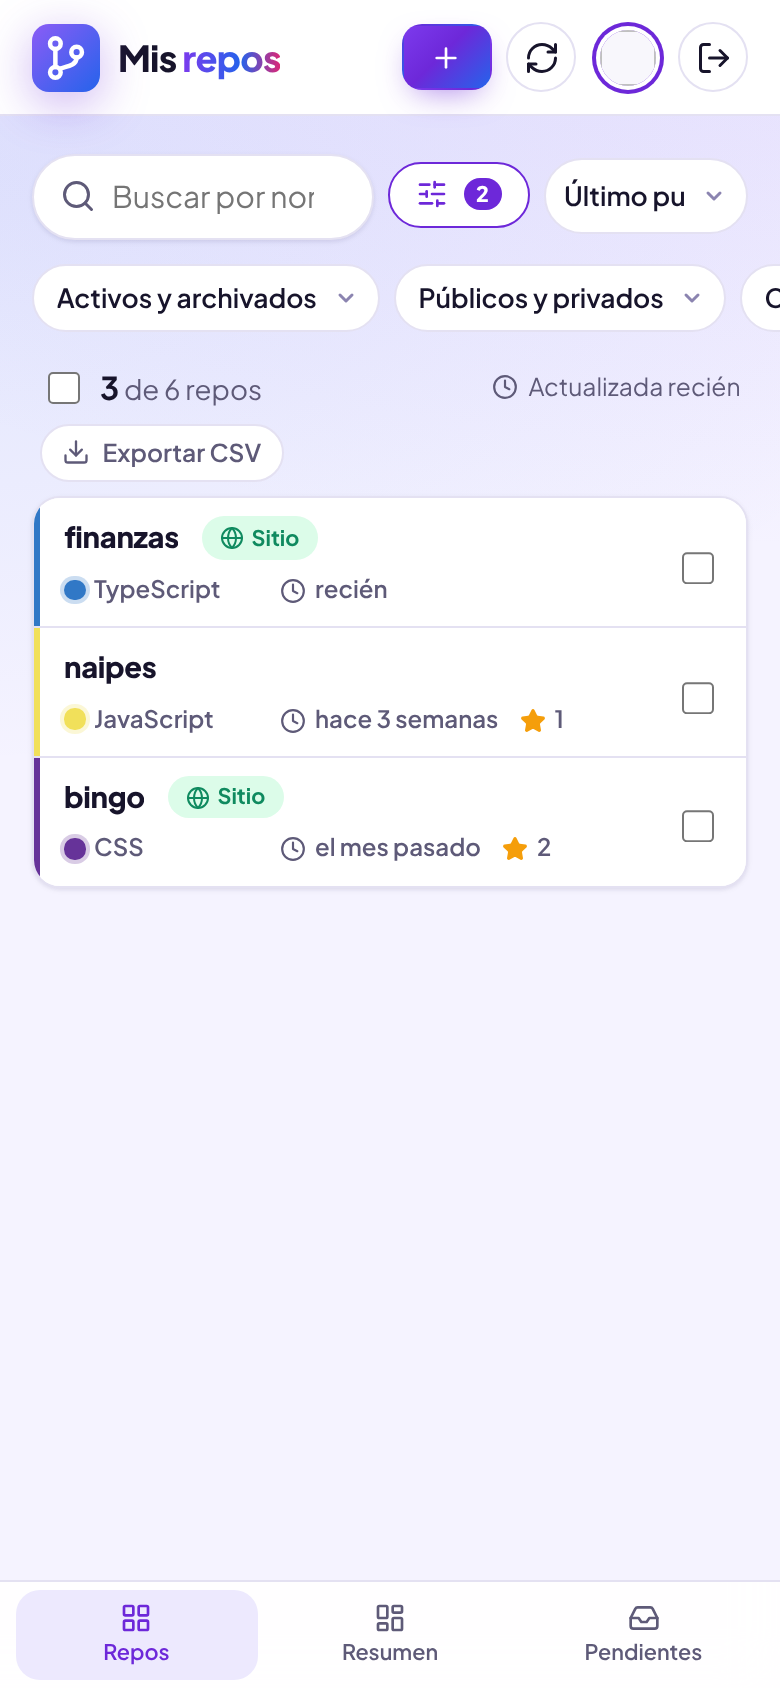 Mis repos
Buscar por nor
2
Último pu
Activos y archivados
Públicos y privados
3 de 6 repos
Actualizada recién
Exportar CSV
finanzas
Sitio
TypeScript
recién
naipes
JavaScript
hace 3 semanas
1
bingo
Sitio
CSS
el mes pasado
2
Repos
Resumen
Pendientes